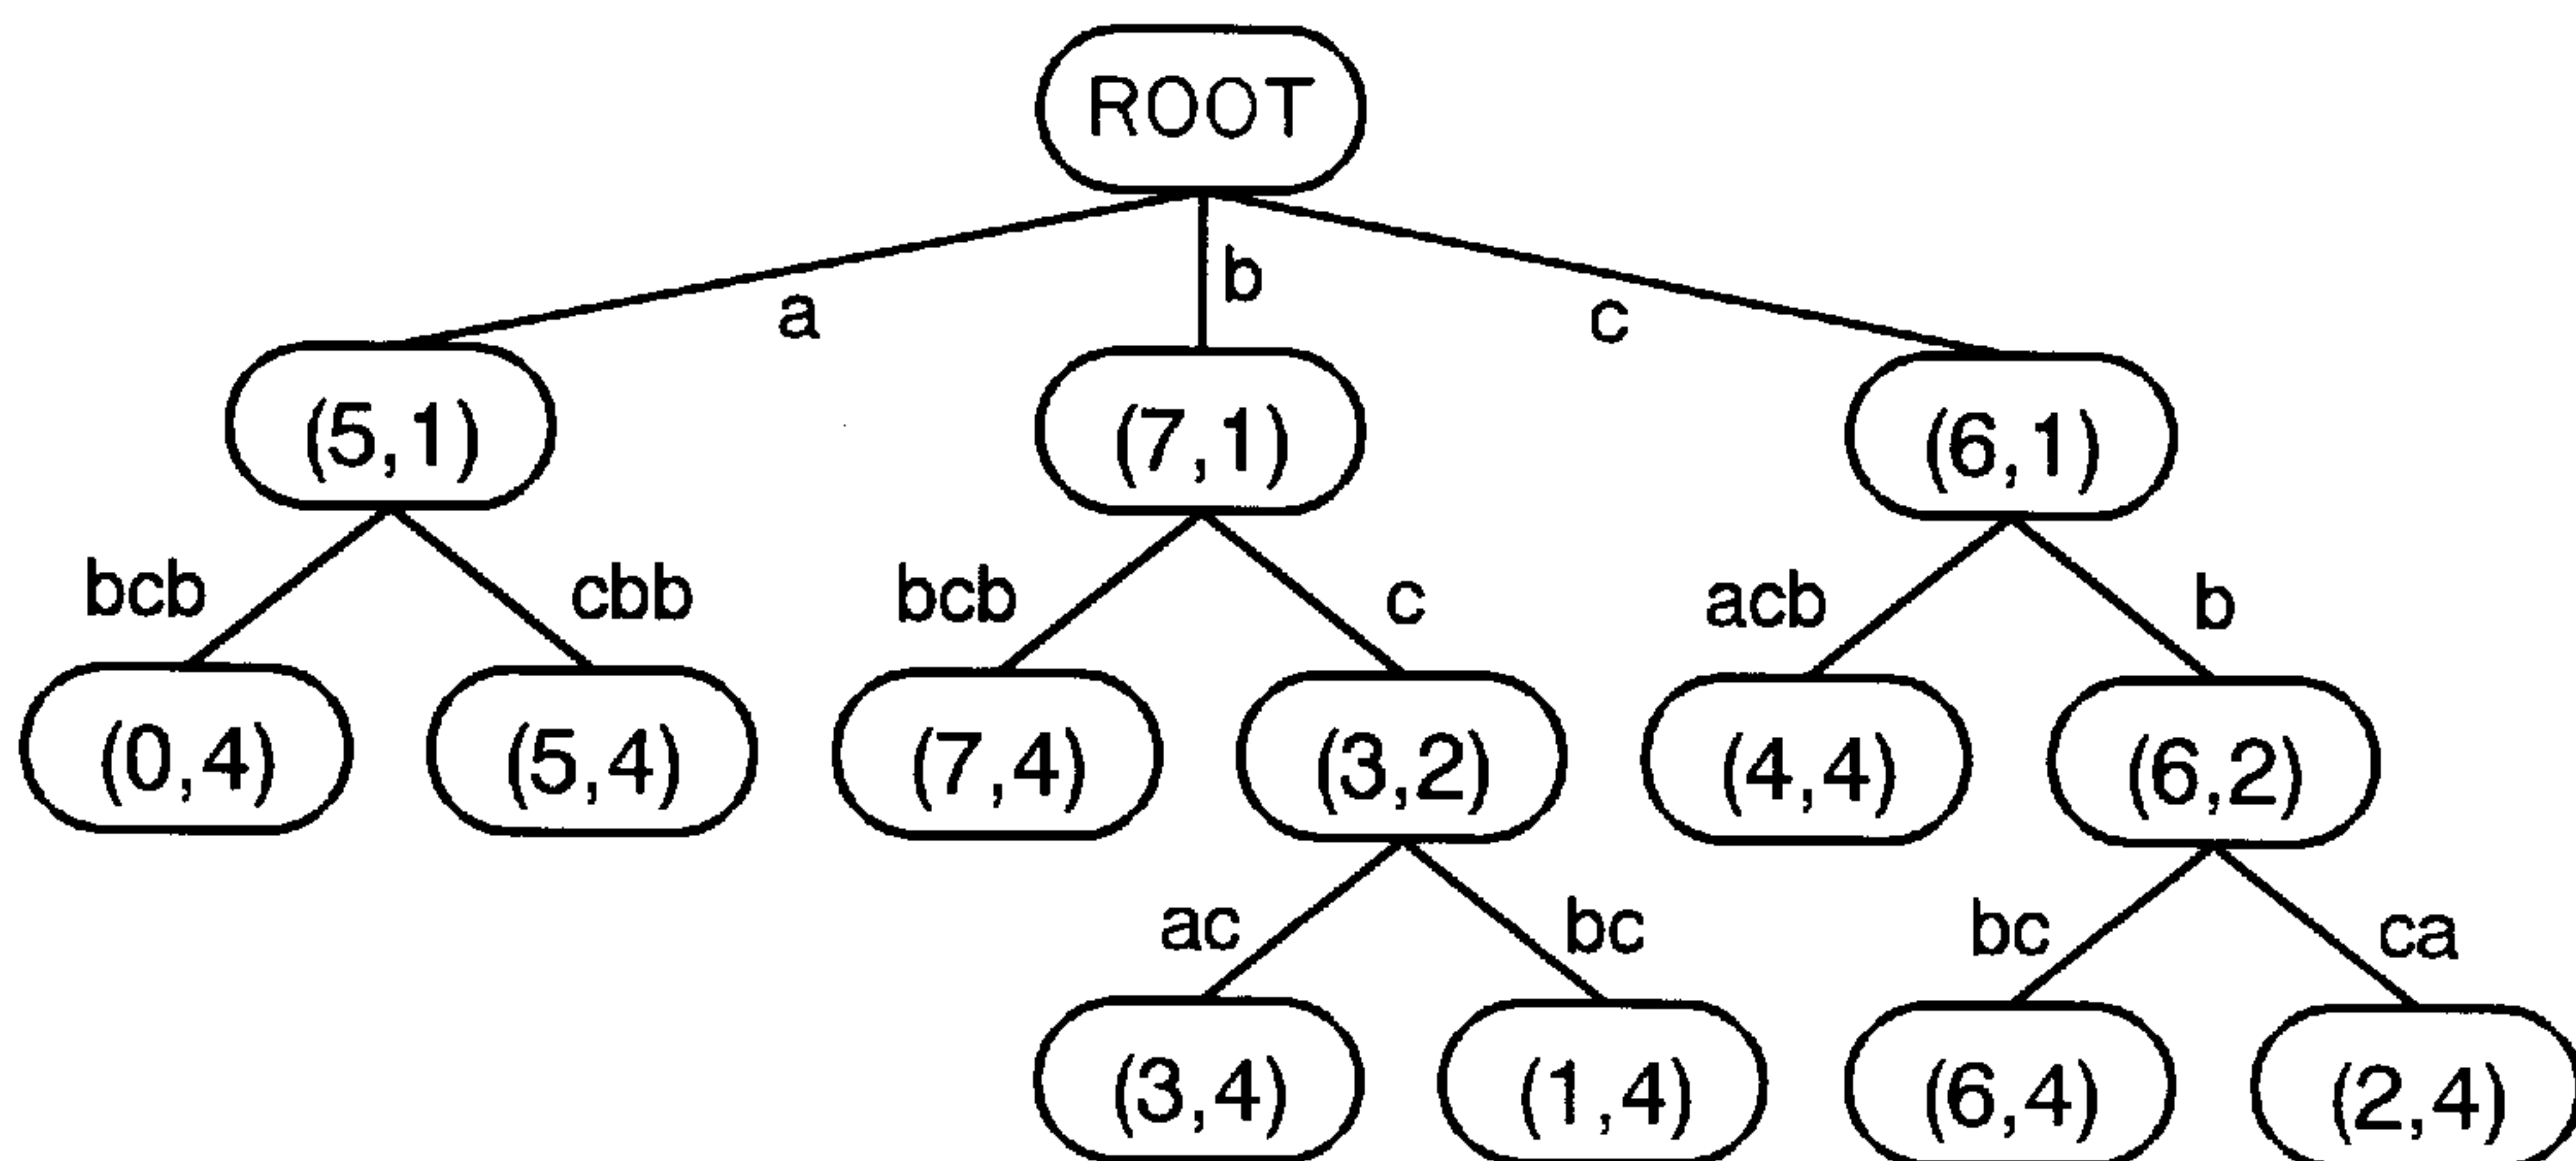 ROOT
a b c
(5,1) (7,1) (6,1)
bcb cbb bcb c acb b
(0,4) (5,4) (7,4) (3,2) (4,4) (6,2)
ac bc bc ca
(3,4) (1,4) (6,4) (2,4)